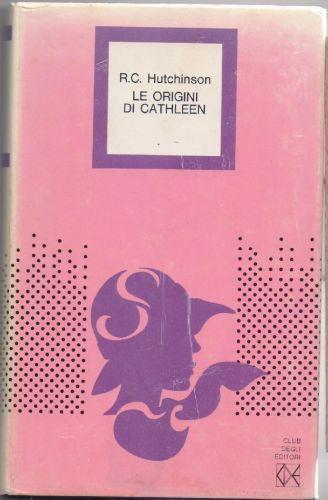 R.C. Hutchinson
LE ORIGINI
DI CATHLEEN
CLUB
DEGLI
EDITORI